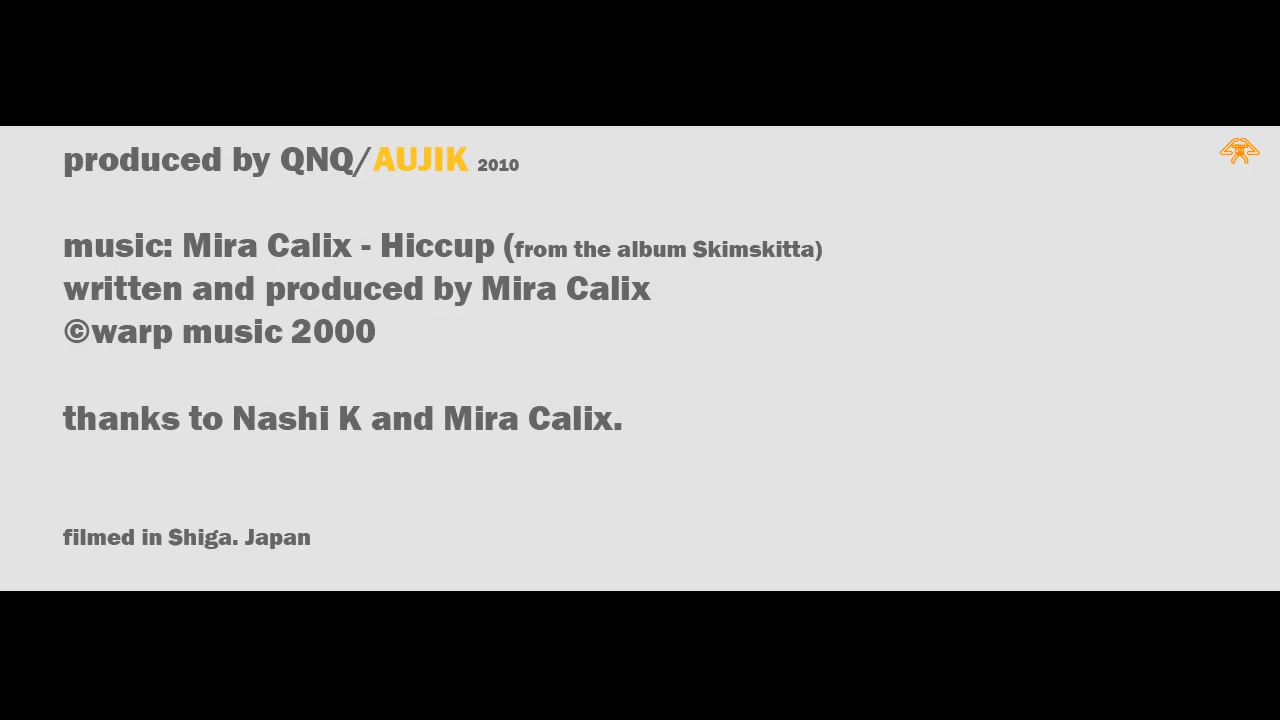 produced by QNQ/AUJIK 2010
music: Mira Calix - Hiccup (from the album Skimskitta)
written and produced by Mira Calix
©warp music 2000
thanks to Nashi K and Mira Calix.
filmed in Shiga. Japan